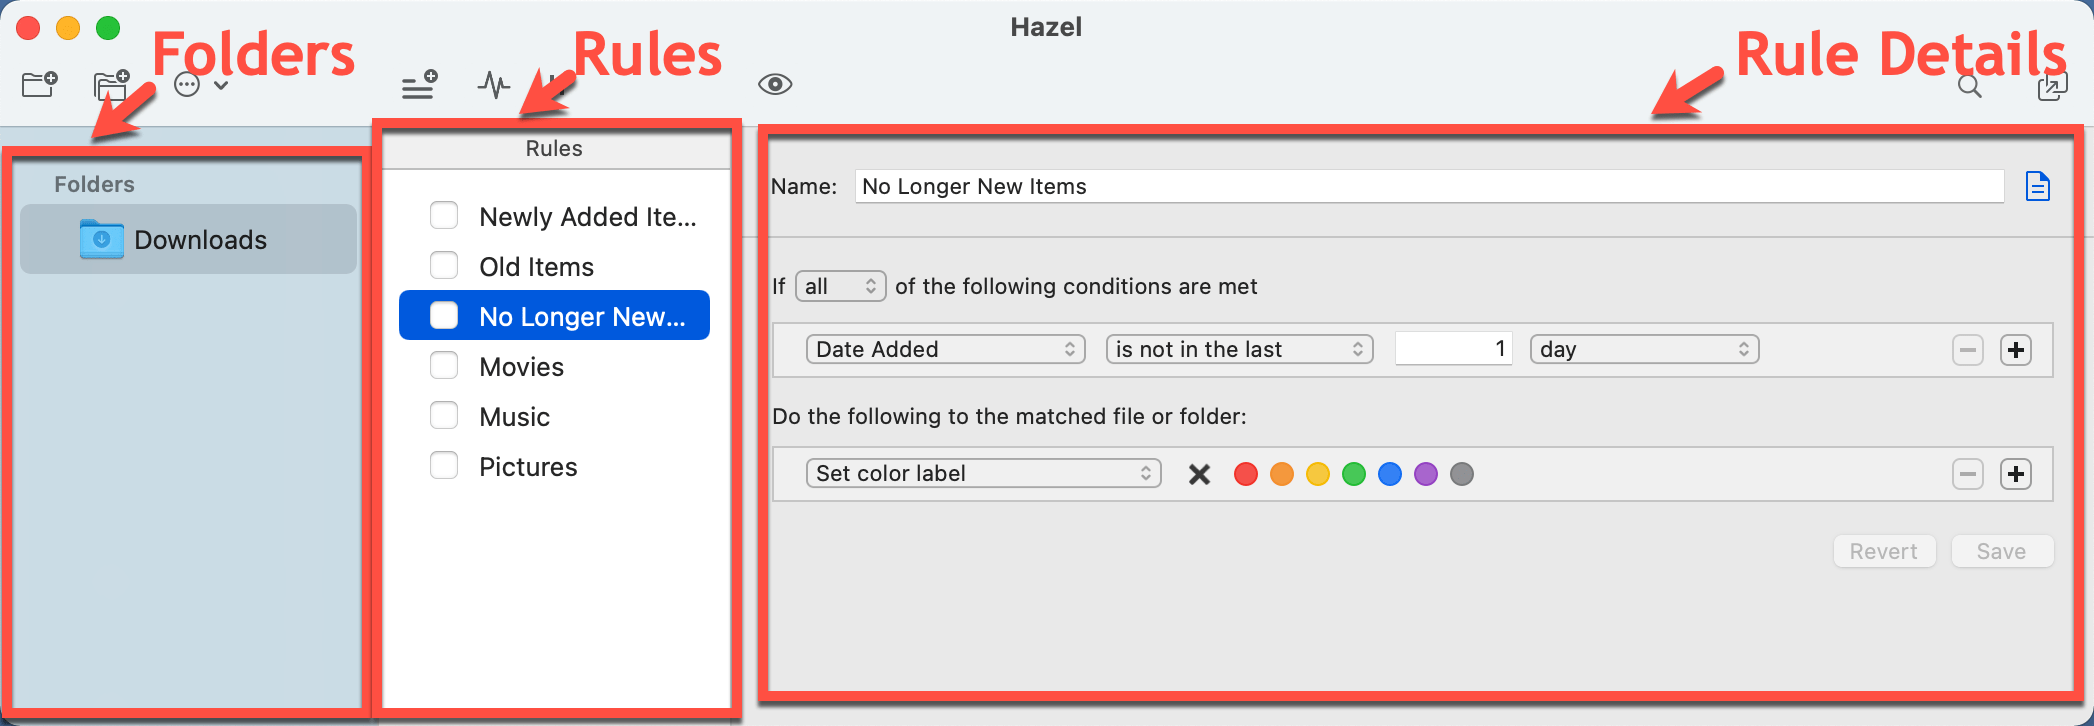 Hazel
Folders
Rules
Rule Details
Folders
Downloads
Rules
Newly Added Ite...
Old Items
No Longer New...
Movies
Music
Pictures
Name: No Longer New Items
If all of the following conditions are met
Date Added is not in the last 1 day
Do the following to the matched file or folder:
Set color label
Revert Save